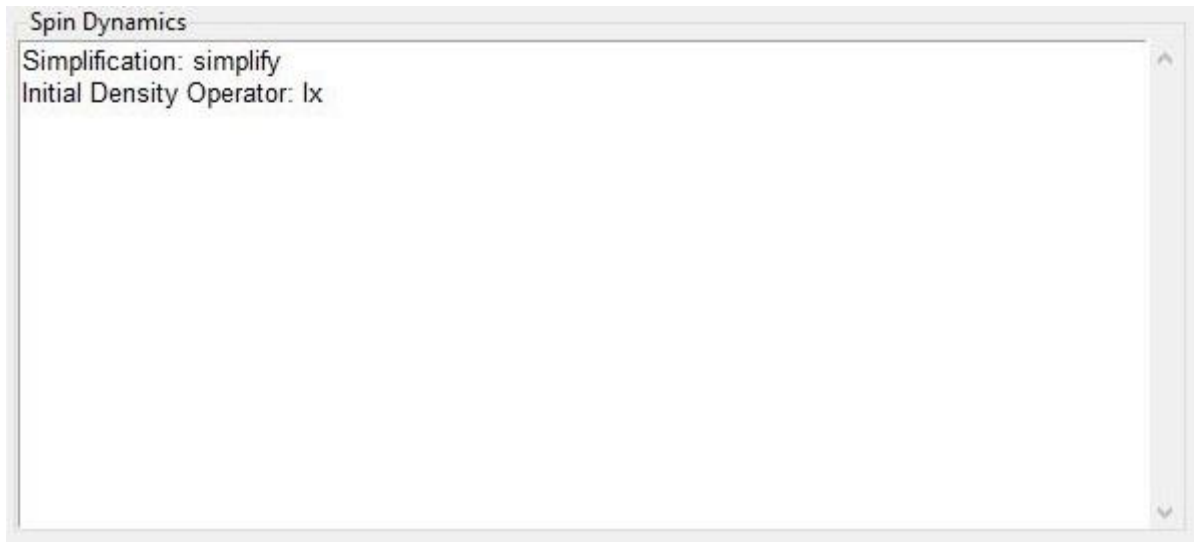 Spin Dynamics
Simplification: simplify
Initial Density Operator: Ix